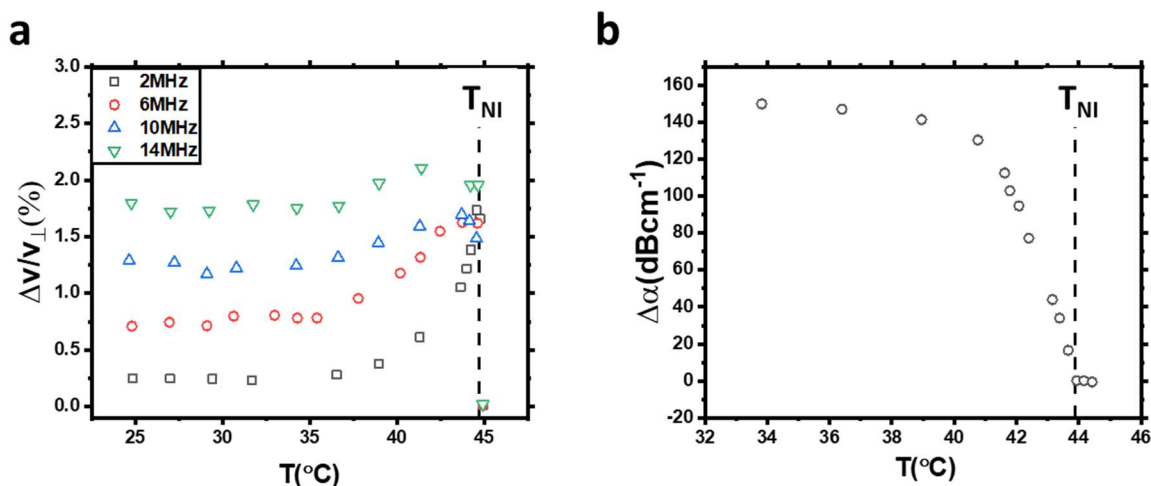 a
3.0
2.5
2.0
1.5
1.0
0.5
0.0
Δv/v⊥(%)
2MHz
6MHz
10MHz
14MHz
TNI
25 30 35 40 45
T(°C)
b
160
140
120
100
80
60
40
20
0
-20
Δα(dBcm⁻¹)
TNI
32 34 36 38 40 42 44 46
T(°C)